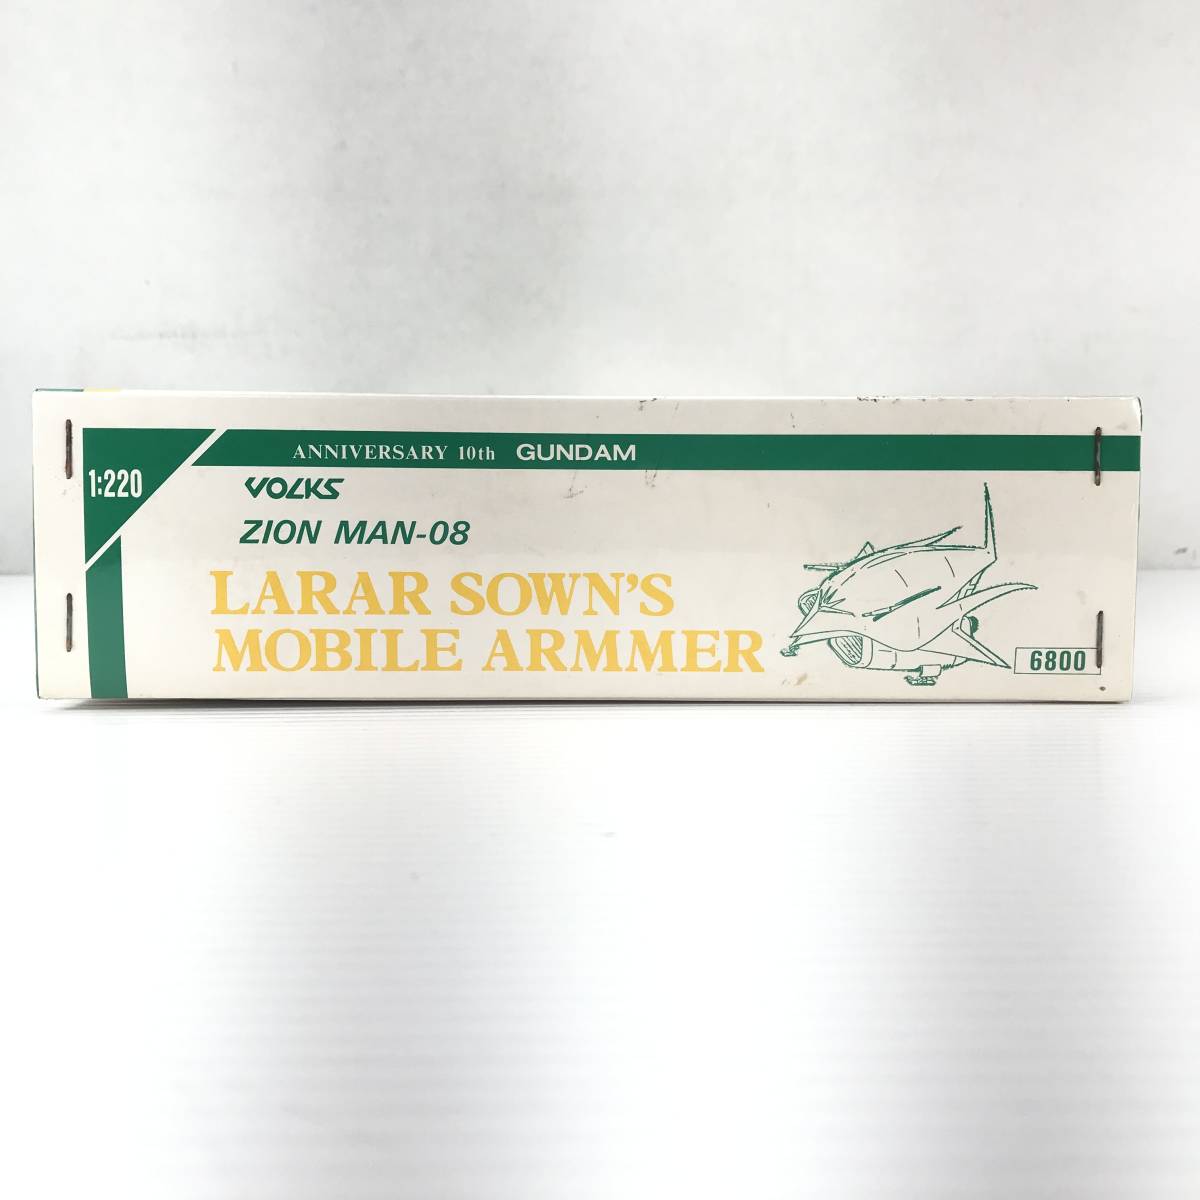 ANNIVERSARY 10th GUNDAM
1:220
VOLKS
ZION MAN-08
LARAR SOWN'S
MOBILE ARMMER
6800